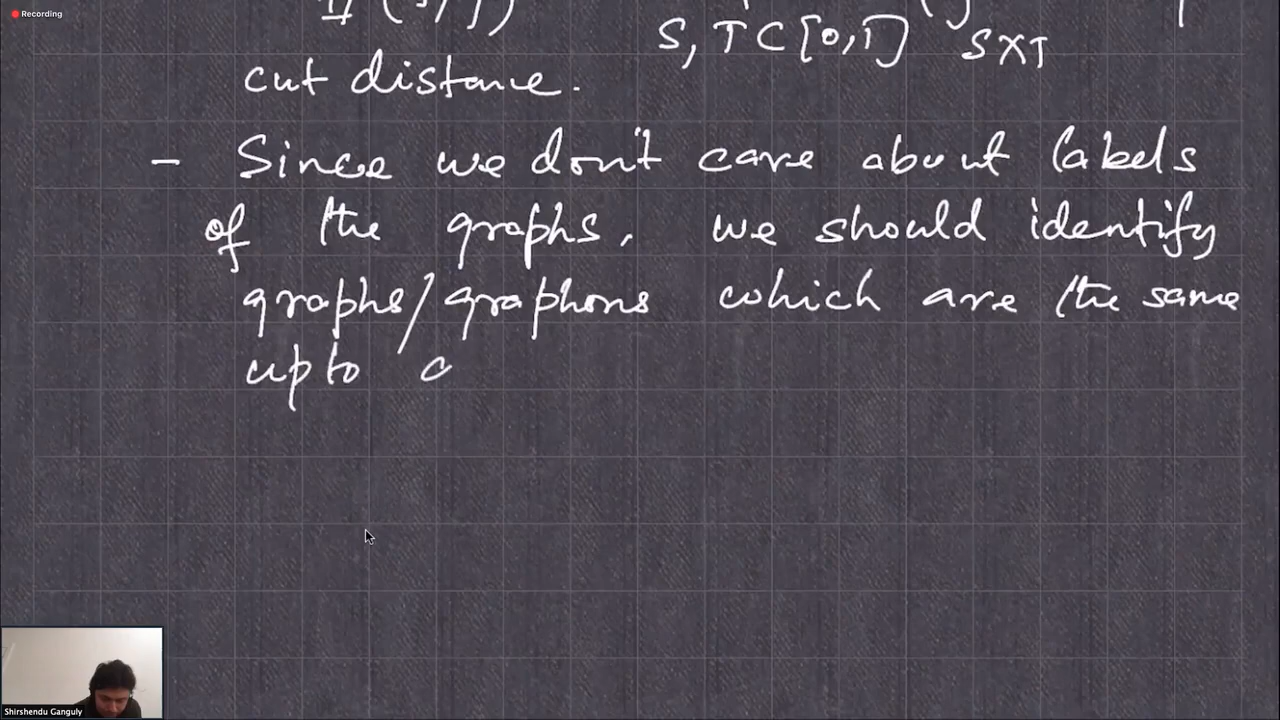 Recording
S, T ⊂ [0,1] S×T
cut distance.
- Since we don't care about labels
of the graphs, we should identify
graphs/graphons which are the same
upto a
Shirshendu Ganguly